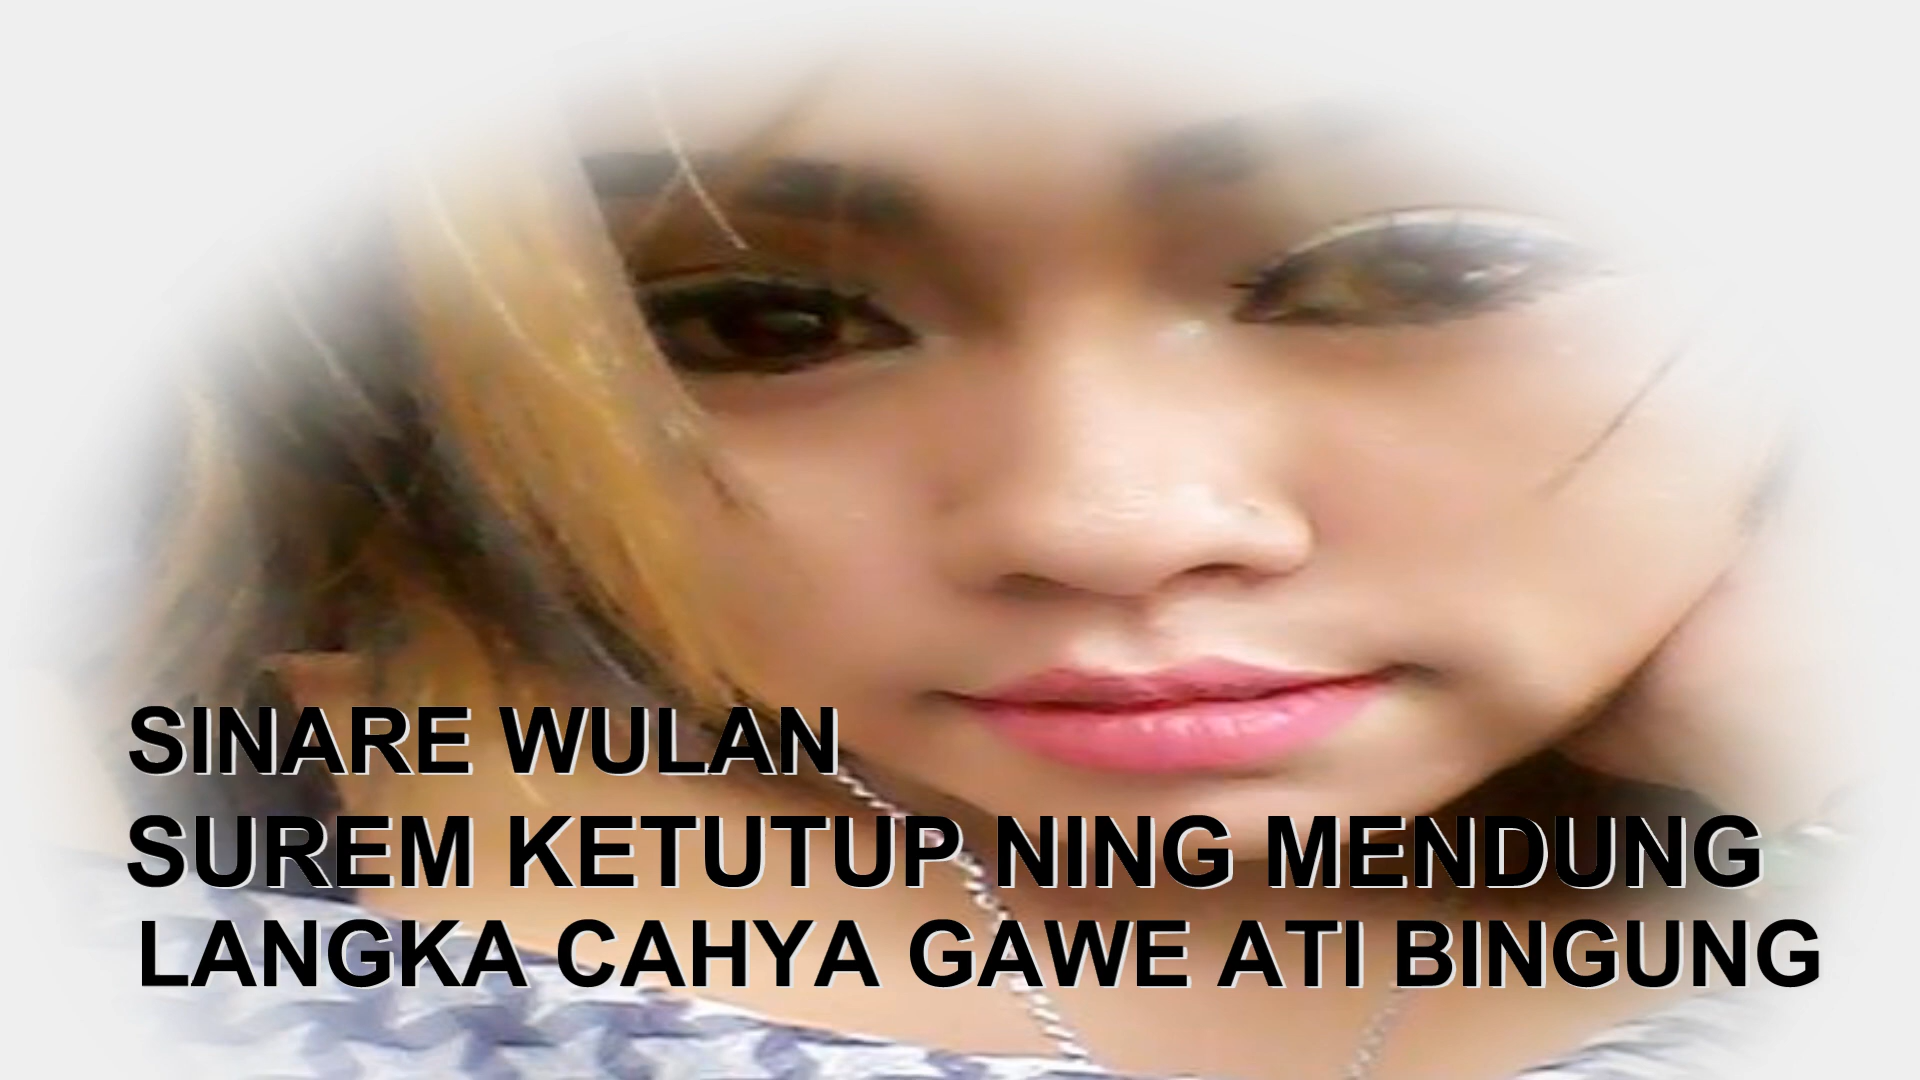 SINARE WULAN
SUREM KETUTUP NING MENDUNG
LANGKA CAHYA GAWE ATI BINGUNG